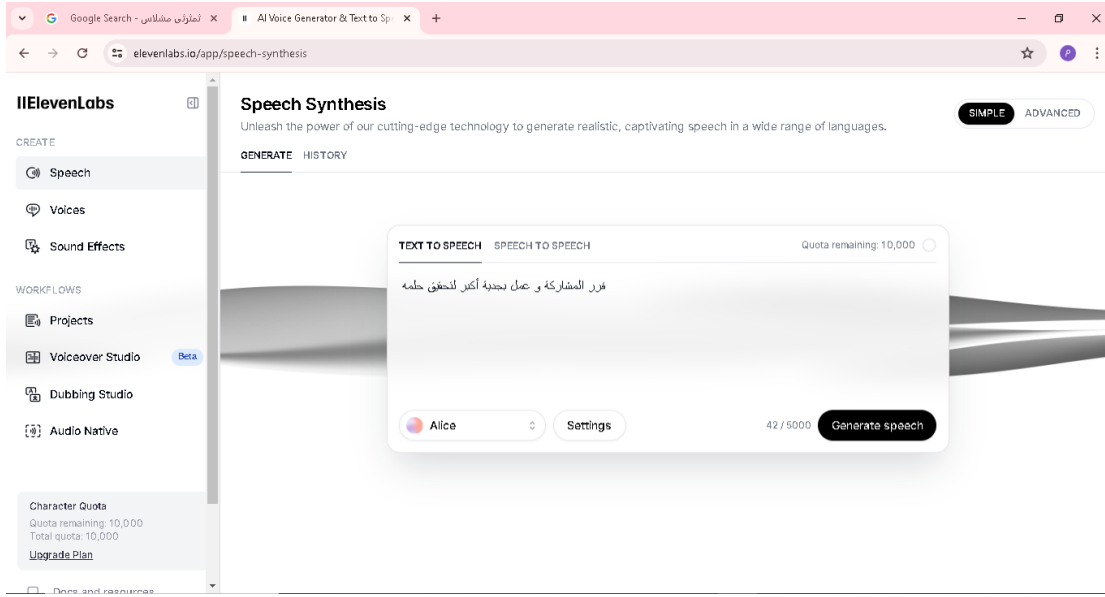 ثمثرثى مشلاس - Google Search
AI Voice Generator & Text to Sp
elevenlabs.io/app/speech-synthesis
P
IIElevenLabs
CREATE
Speech
Voices
Sound Effects
WORKFLOWS
Projects
Voiceover Studio Beta
Dubbing Studio
Audio Native
Character Quota
Quota remaining: 10,000
Total quota: 10,000
Upgrade Plan
Docs and resources
Speech Synthesis
Unleash the power of our cutting-edge technology to generate realistic, captivating speech in a wide range of languages.
SIMPLE ADVANCED
GENERATE HISTORY
TEXT TO SPEECH SPEECH TO SPEECH Quota remaining: 10,000
قرر المشاركة و عمل بجدية أكبر لتحقيق حلمه
Alice Settings 42 / 5000 Generate speech